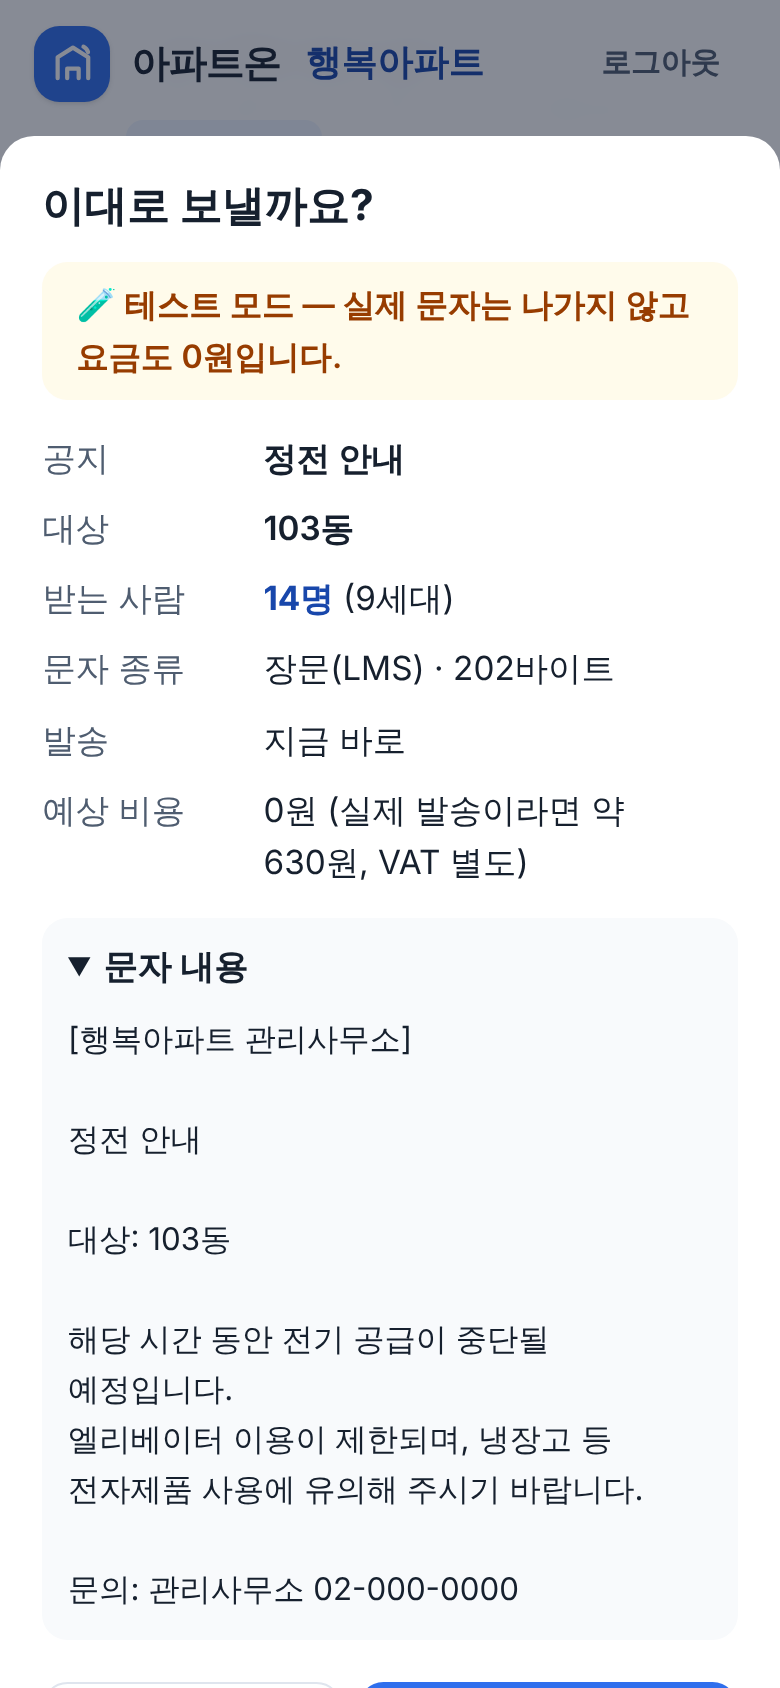 아파트온 행복아파트 로그아웃
이대로 보낼까요?
🧪 테스트 모드 — 실제 문자는 나가지 않고
요금도 0원입니다.
공지 정전 안내
대상 103동
받는 사람 14명 (9세대)
문자 종류 장문(LMS) · 202바이트
발송 지금 바로
예상 비용 0원 (실제 발송이라면 약
630원, VAT 별도)
▼ 문자 내용
[행복아파트 관리사무소]
정전 안내
대상: 103동
해당 시간 동안 전기 공급이 중단될
예정입니다.
엘리베이터 이용이 제한되며, 냉장고 등
전자제품 사용에 유의해 주시기 바랍니다.
문의: 관리사무소 02-000-0000